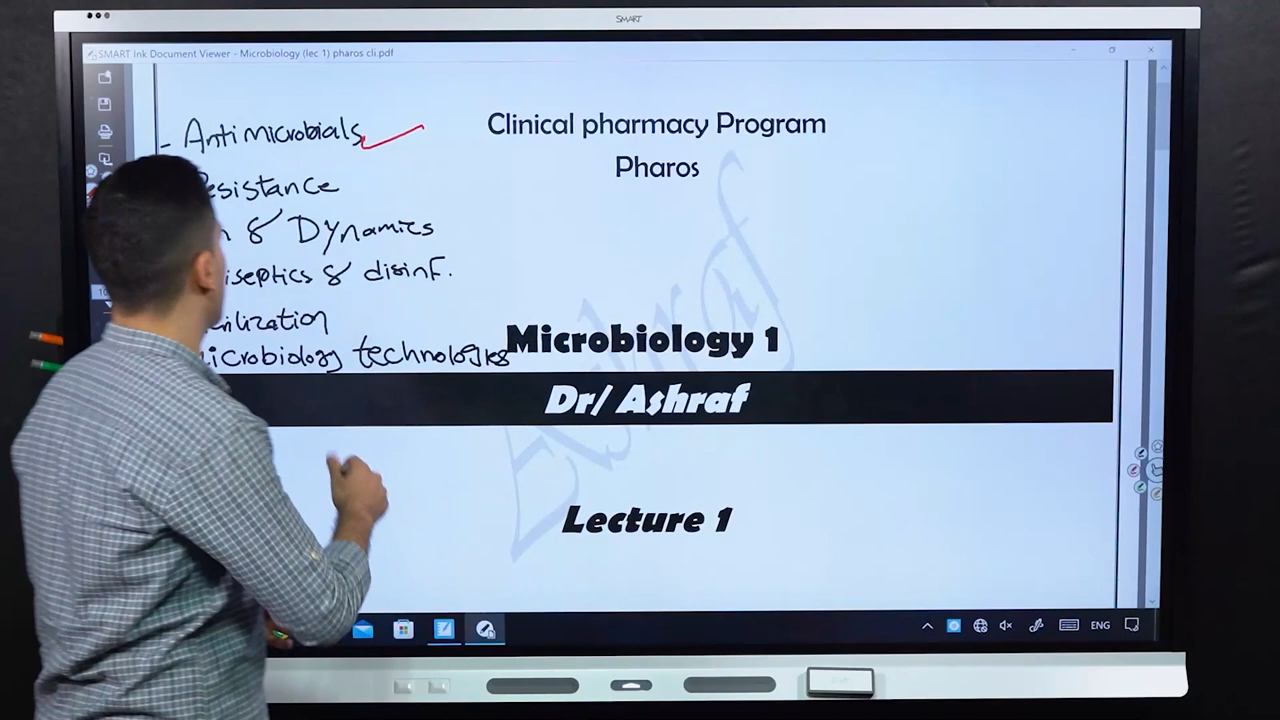 SMART
SMART Ink Document Viewer - Microbiology (lec 1) pharos cli.pdf
Clinical pharmacy Program
Pharos
- Antimicrobials
esistance
n & Dynamics
iseptics & disinf.
ilization
icrobiology technologies
Microbiology 1
Dr/ Ashraf
Lecture 1
Ashraf
ENG